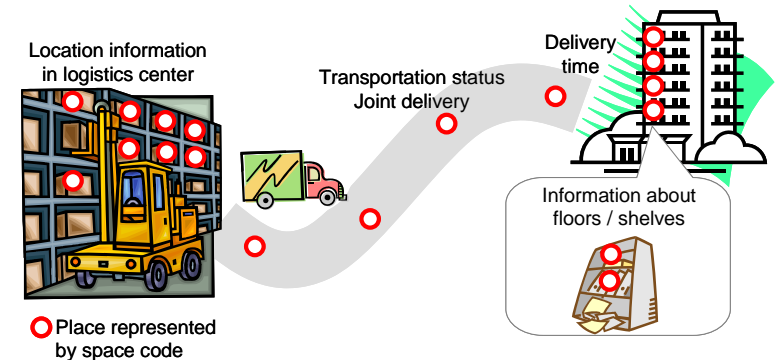 Location information
in logistics center
Transportation status
Joint delivery
Delivery
time
Information about
floors / shelves
Place represented
by space code